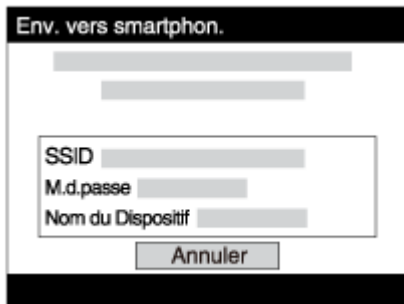 Env. vers smartphon.
SSID
M.d.passe
Nom du Dispositif
Annuler